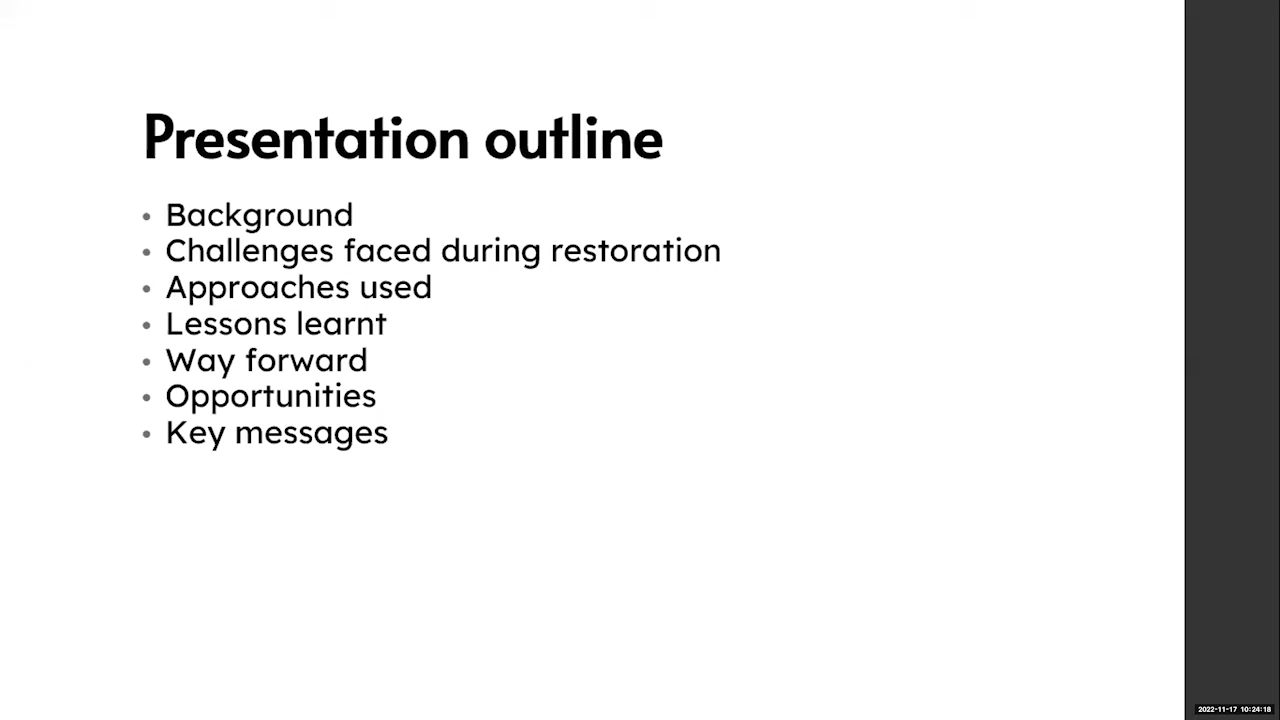 Presentation outline
• Background
• Challenges faced during restoration
• Approaches used
• Lessons learnt
• Way forward
• Opportunities
• Key messages
2022-11-17 10:24:18